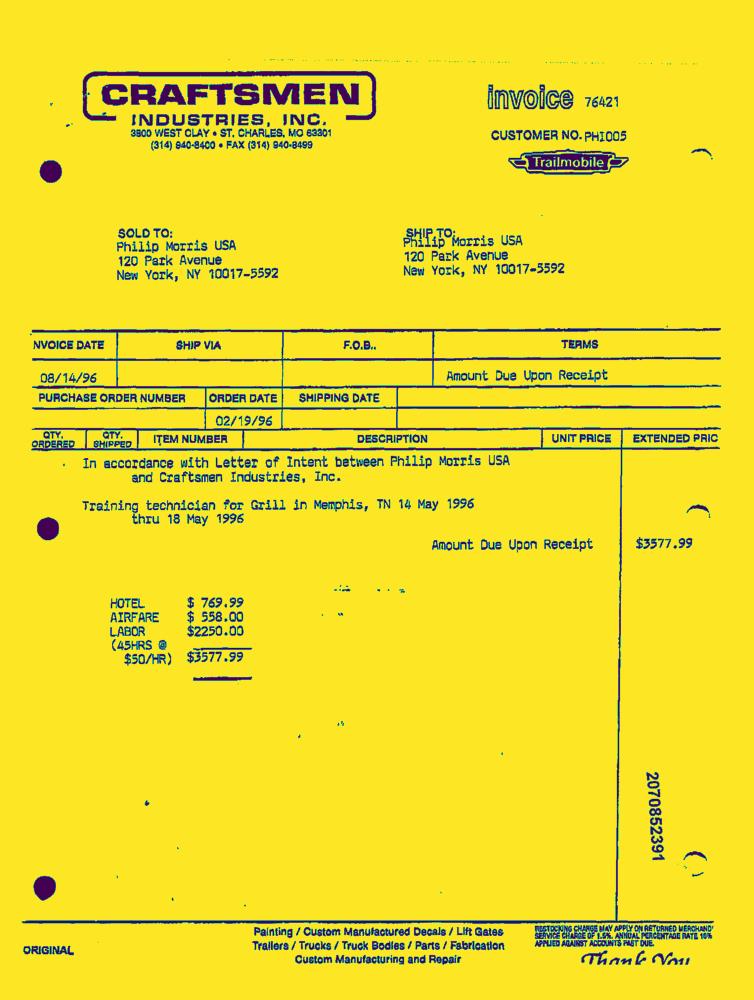 CRAFTSMEN
INDUSTRIES, INC.
3800 WEST CLAY • ST. CHARLES, MO 63301
(314) 940-8400 • FAX (314) 940-8499
invoice 76421
CUSTOMER NO. PHI005
Trailmobile
SOLD TO:
Philip Morris USA
120 Park Avenue
New York, NY 10017-5592
SHIP TO:
Philip Morris USA
120 Park Avenue
New York, NY 10017-5592
NVOICE DATE SHIP VIA F.O.B.. TERMS
08/14/96 Amount Due Upon Receipt
PURCHASE ORDER NUMBER ORDER DATE SHIPPING DATE
02/19/96
QTY. ORDERED QTY. SHIPPED ITEM NUMBER DESCRIPTION UNIT PRICE EXTENDED PRIC
In accordance with Letter of Intent between Philip Morris USA
and Craftsmen Industries, Inc.
Training technician for Grill in Memphis, TN 14 May 1996
thru 18 May 1996
Amount Due Upon Receipt $3577.99
HOTEL $ 769.99
AIRFARE $ 558.00
LABOR $2250.00
(45HRS @
$50/HR) $3577.99
2070852391
ORIGINAL
Painting / Custom Manufactured Decals / Lift Gates
Trailers / Trucks / Truck Bodies / Parts / Fabrication
Custom Manufacturing and Repair
RESTOCKING CHARGE MAY APPLY ON RETURNED MERCHAND'
SERVICE CHARGE OF 1.5%. ANNUAL PERCENTAGE RATE 18%
APPLIED AGAINST ACCOUNTS PAST DUE.
Thank You